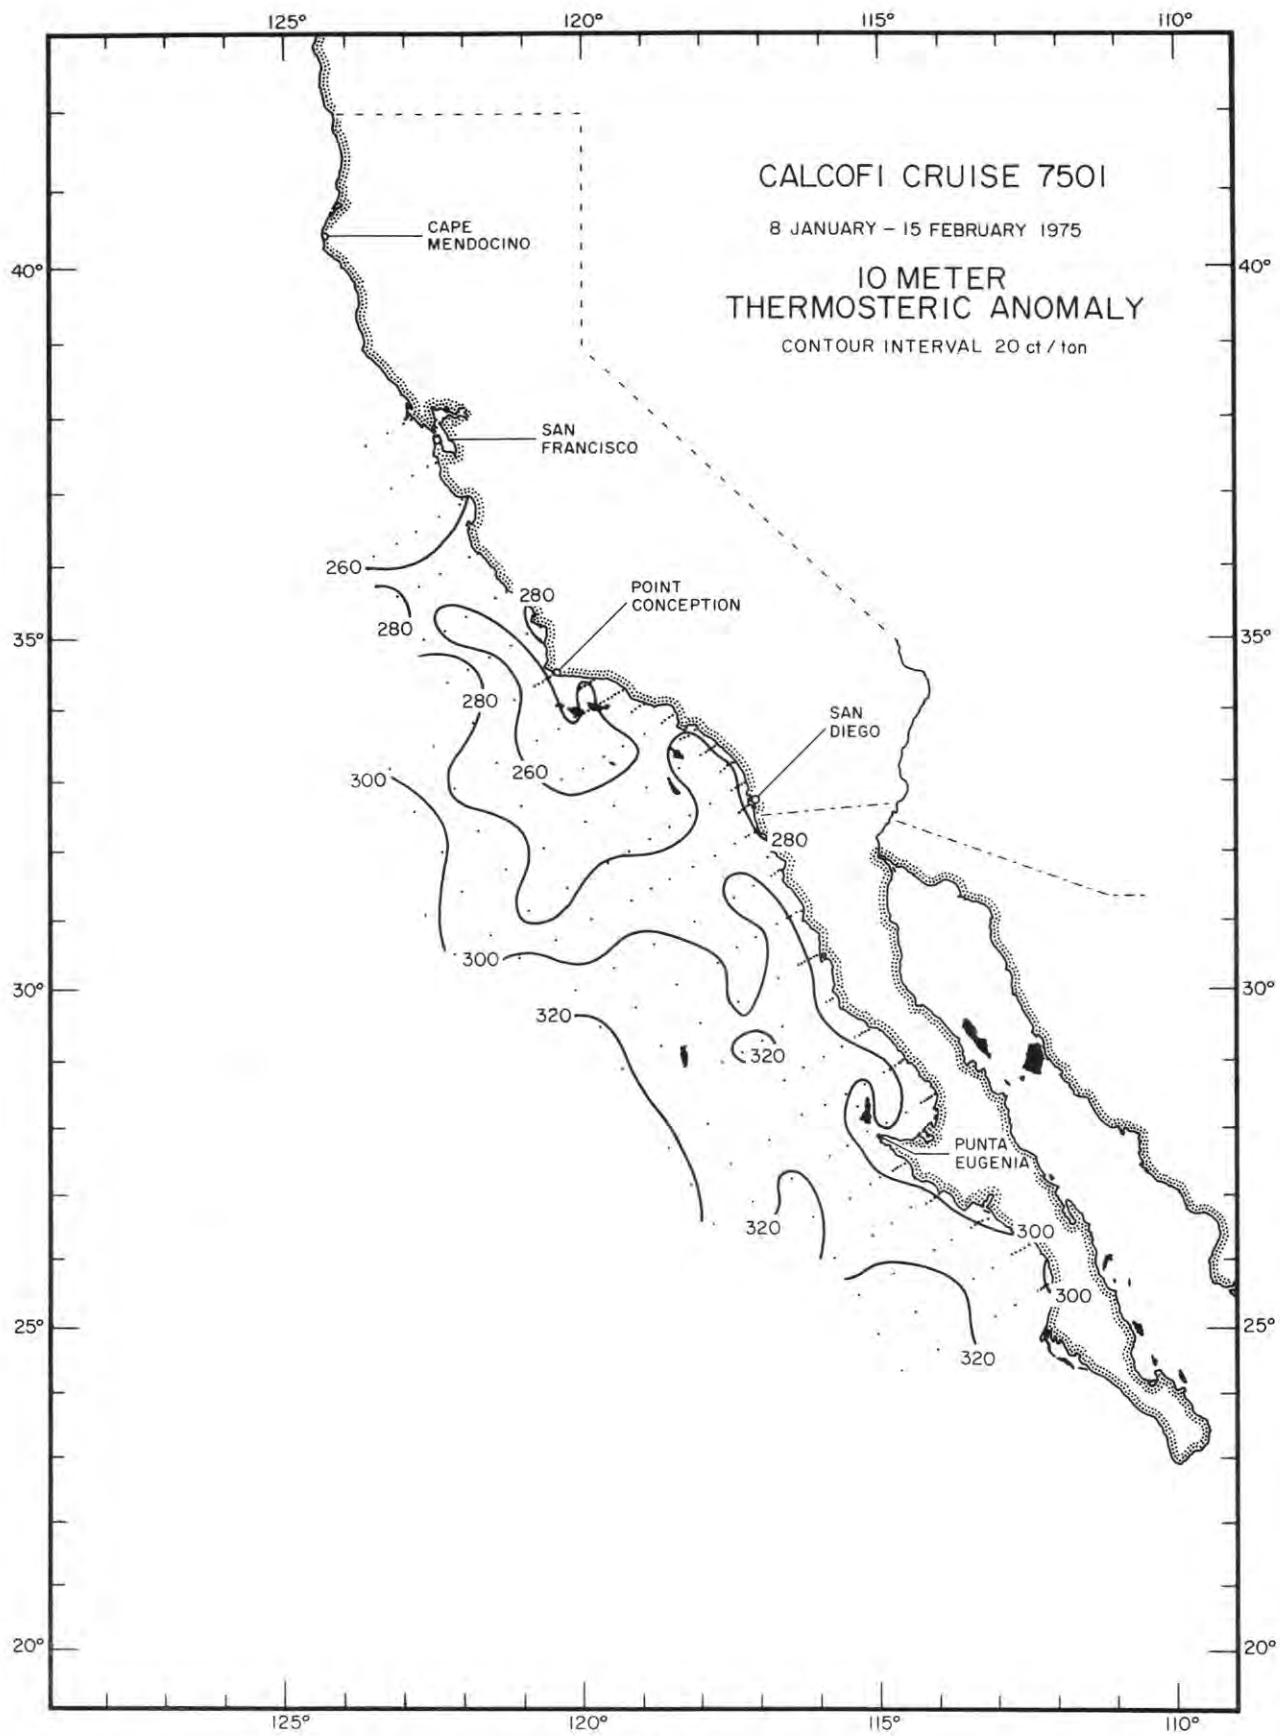 125° 120° 115° 110°
CALCOFI CRUISE 7501
8 JANUARY – 15 FEBRUARY 1975
CAPE
MENDOCINO
40° 40°
10 METER
THERMOSTERIC ANOMALY
CONTOUR INTERVAL 20 cl / ton
SAN
FRANCISCO
260
POINT
CONCEPTION
280
280
35° 35°
280
SAN
DIEGO
260
300
280
300
30° 30°
320
320
PUNTA
EUGENIA
320
300
300
25° 25°
320
20° 20°
125° 120° 115° 110°